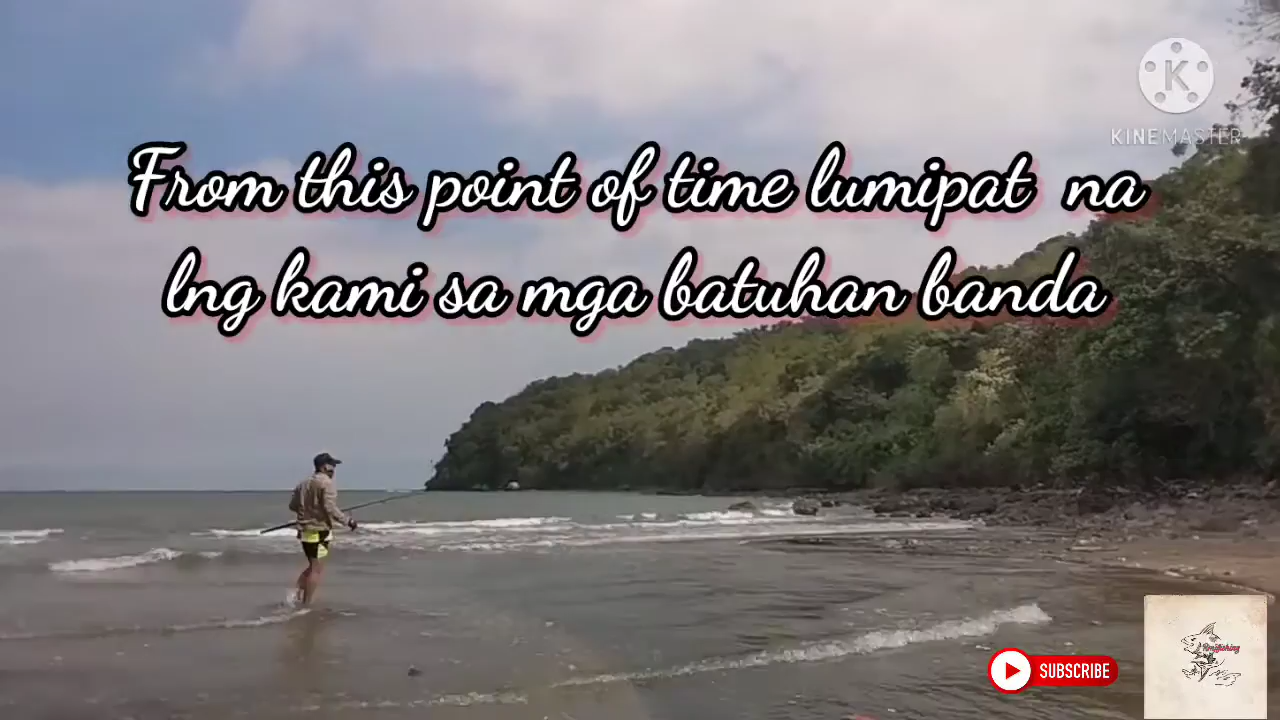 KINEMASTER
From this point of time lumipat na
lng kami sa mga batuhan banda
SUBSCRIBE